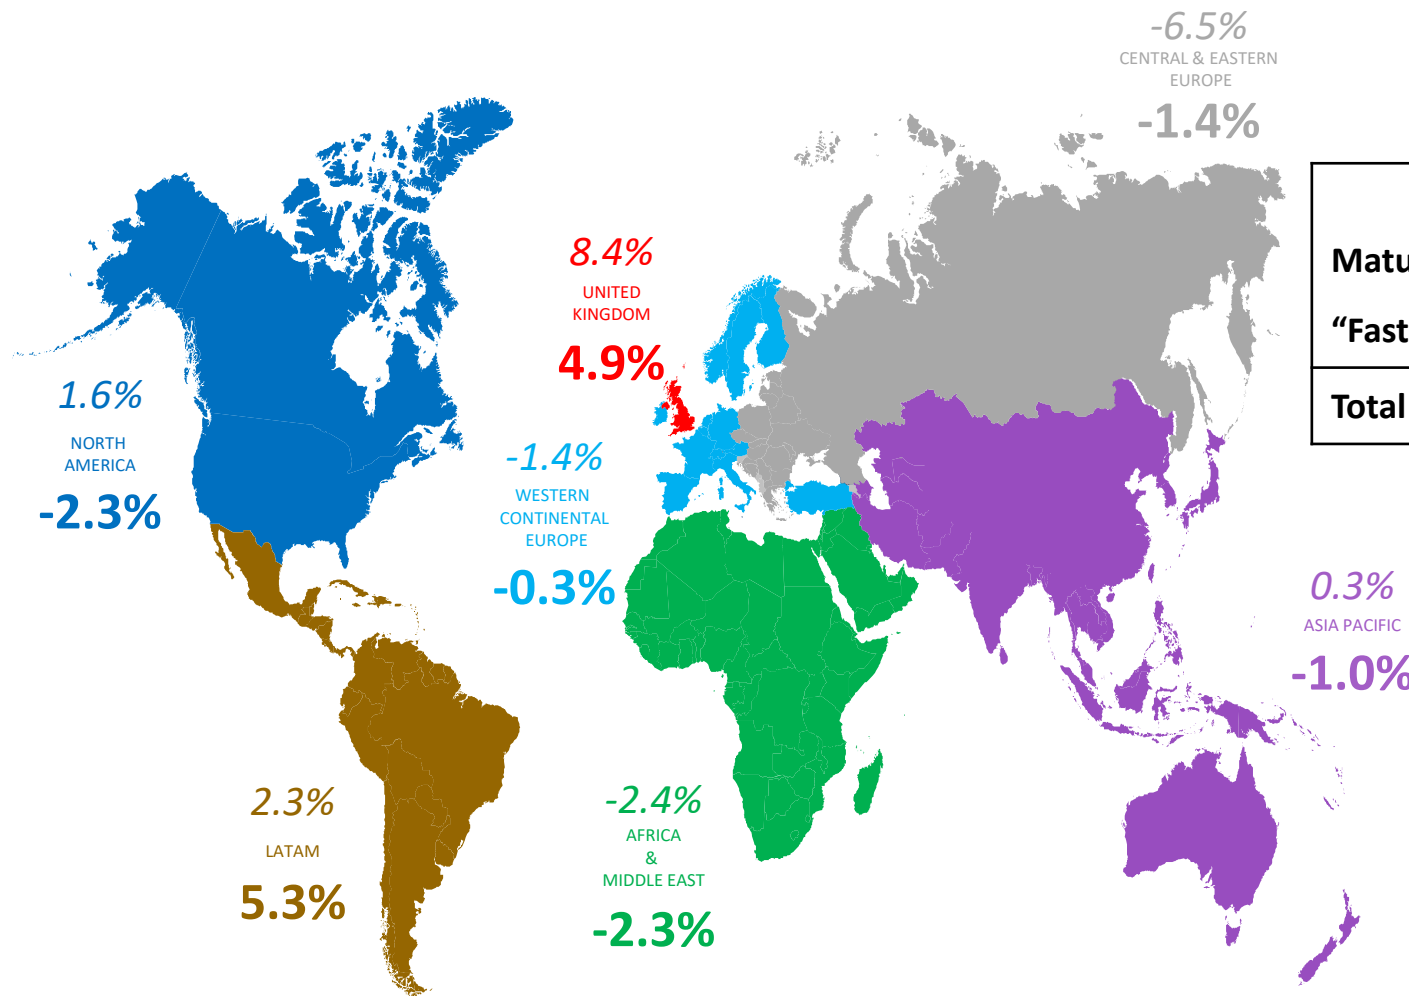 -6.5%
CENTRAL & EASTERN
EUROPE
-1.4%
8.4%
UNITED
KINGDOM
4.9%
1.6%
NORTH
AMERICA
-2.3%
-1.4%
WESTERN
CONTINENTAL
EUROPE
-0.3%
Matu
“Fast
Total
0.3%
ASIA PACIFIC
-1.0%
2.3%
LATAM
5.3%
-2.4%
AFRICA
&
MIDDLE EAST
-2.3%